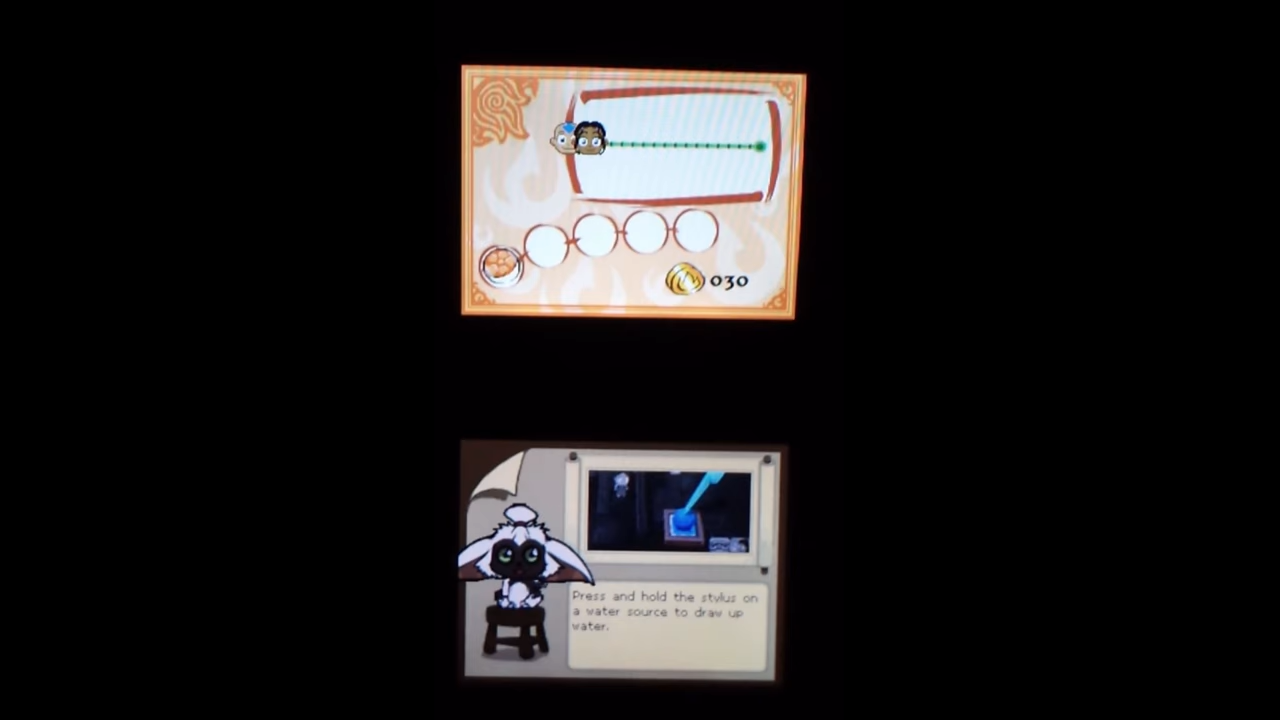 030
Press and hold the stylus on
a water source to draw up
water.